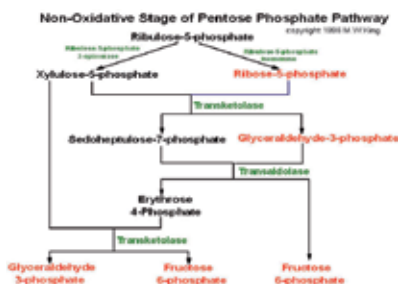 Non-Oxidative Stage of Pentose Phosphate Pathway
copyright 1996 M.W.King
Ribulose-5-phosphate
Ribulose-5-phosphate
3-epimerase
Ribulose-5-phosphate
isomerase
Xylulose-5-phosphate
Ribose-5-phosphate
Transketolase
Sedoheptulose-7-phosphate
Glyceraldehyde-3-phosphate
Transaldolase
Erythrose
4-Phosphate
Transketolase
Glyceraldehyde
3-phosphate
Fructose
6-phosphate
Fructose
6-phosphate